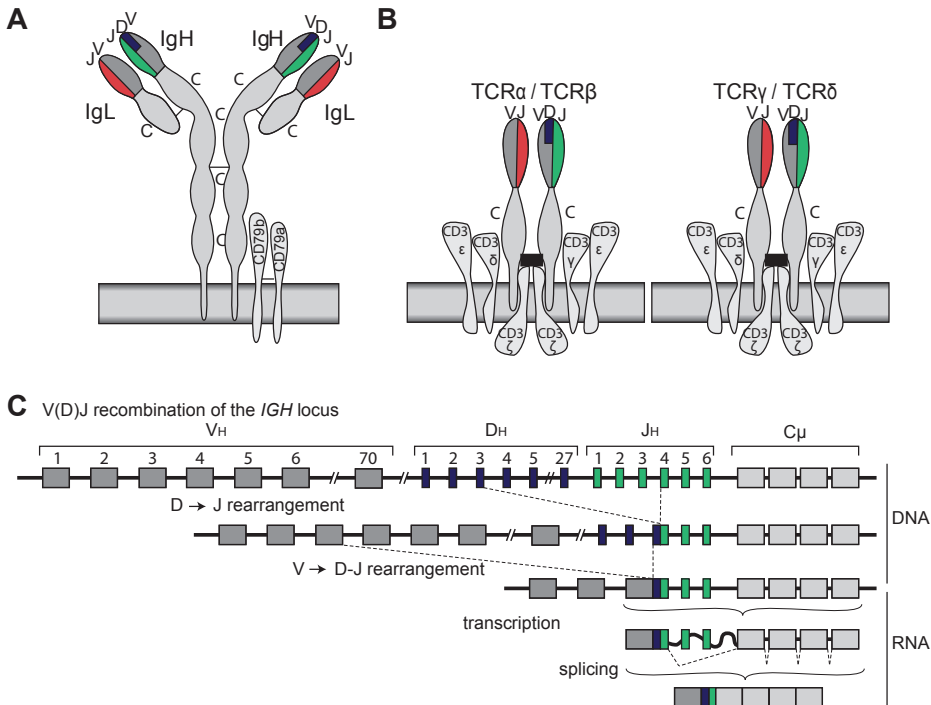 A
V
D
J
IgH
V
J
IgL
C
C
C
C
C
IgH
V
D
J
V
J
IgL
C
CD79b
CD79a
B
TCRα / TCRβ
V J
V D J
C
C
CD3
ε
CD3
δ
CD3
γ
CD3
ε
CD3
ζ
CD3
ζ
TCRγ / TCRδ
V J
V D J
C
C
CD3
ε
CD3
δ
CD3
γ
CD3
ε
CD3
ζ
CD3
ζ
C
V(D)J recombination of the IGH locus
VH DH JH Cμ
1 2 3 4 5 6 70 1 2 3 4 5 27 1 2 3 4 5 6
D → J rearrangement
DNA
V → D-J rearrangement
transcription
RNA
splicing